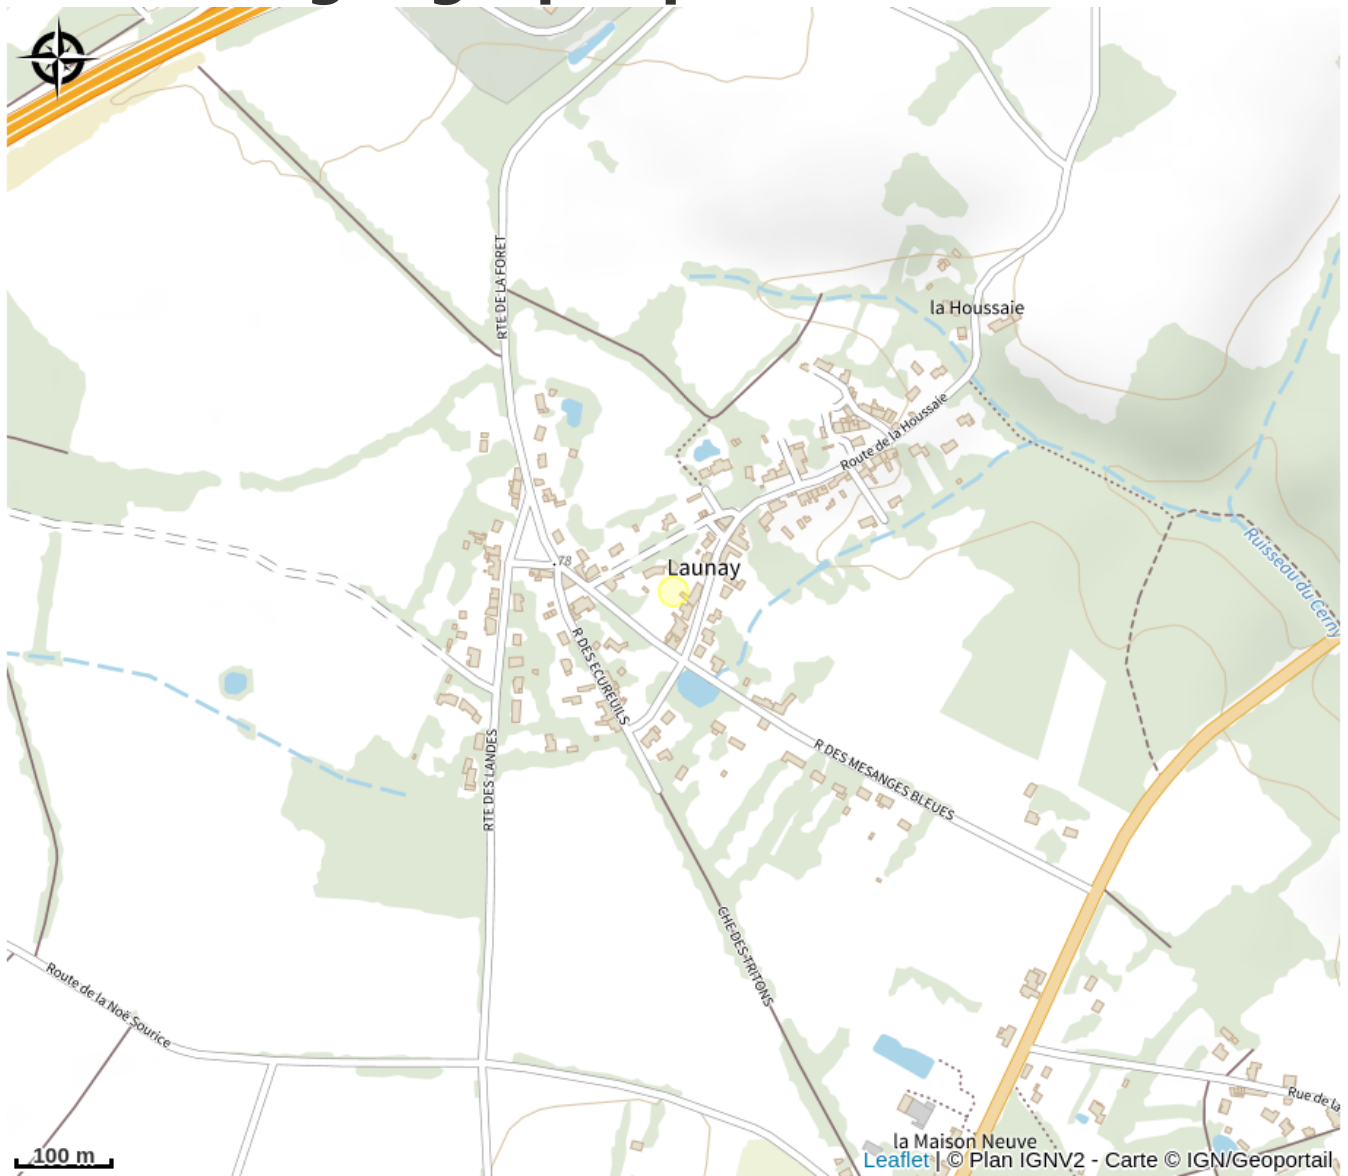 RTE DE LA FORET
la Houssaie
Route de la Houssaie
78
Launay
Ruisseau du Cerny
R DES ECUREUILS
RTE DES LANDES
R DES MESANGES BLEUES
CHE DES TRITONS
Route de la Noë Sourice
Rue de la
la Maison Neuve
100 m
Leaflet | © Plan IGNV2 - Carte © IGN/Geoportail